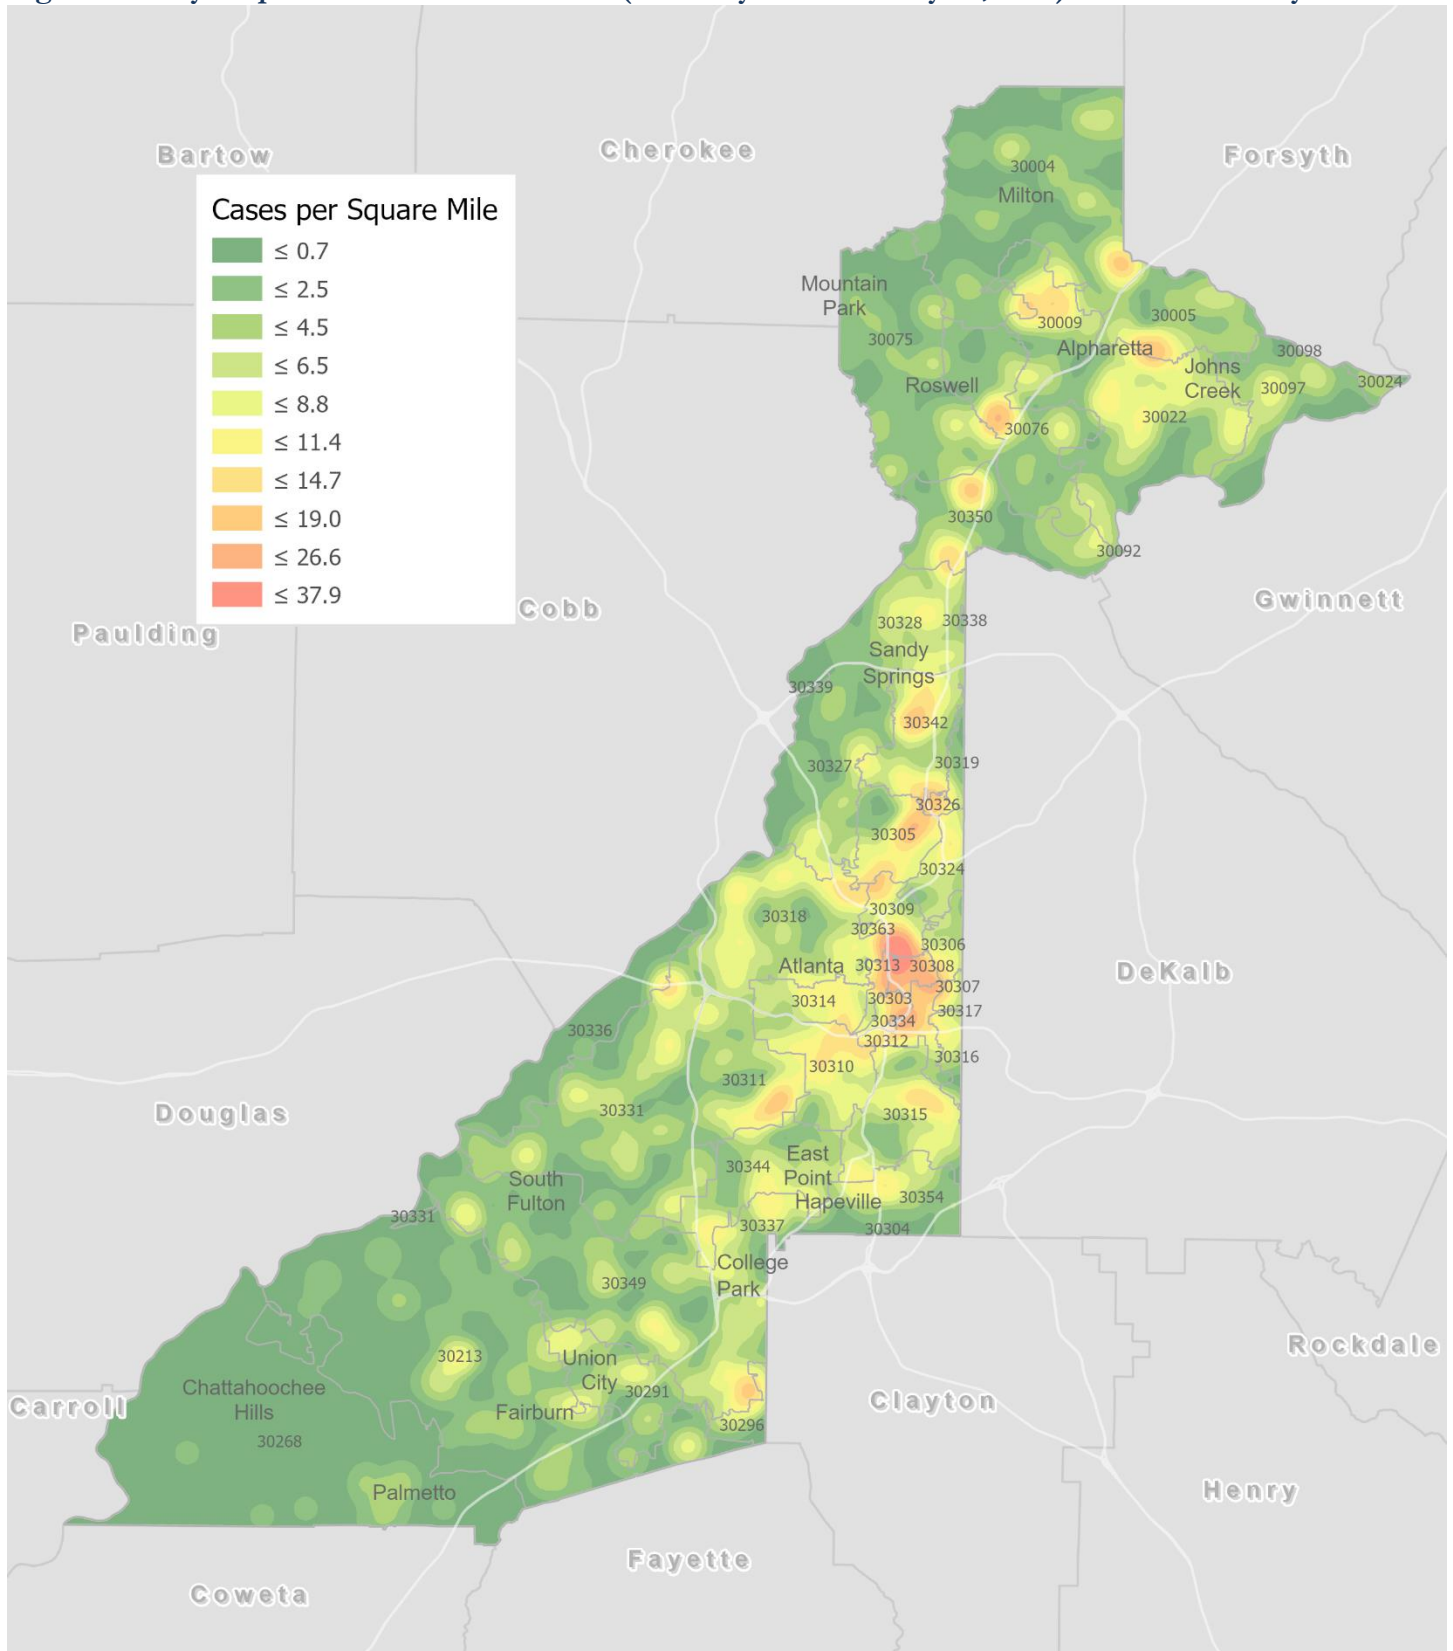 Bartow
Cherokee
Forsyth
30004
Milton
Cases per Square Mile
≤ 0.7
≤ 2.5
≤ 4.5
≤ 6.5
≤ 8.8
≤ 11.4
≤ 14.7
≤ 19.0
≤ 26.6
≤ 37.9
Mountain
Park
30009
30005
30075
Alpharetta
30098
Johns
Creek
Roswell
30097
30024
30022
30076
30350
30092
Cobb
Gwinnett
Paulding
30328
30338
Sandy
Springs
30339
30342
30327
30319
30326
30305
30324
30309
30318
30363
30306
Atlanta
30313
30308
DeKalb
30307
30314
30303
30317
30334
30336
30312
30316
30310
30311
Douglas
30331
30315
East
Point
30344
South
Fulton
Hapeville
30354
30331
30337
30304
College
Park
30349
Rockdale
30213
Union
City
30291
Chattahoochee
Hills
Carroll
Clayton
Fairburn
30296
30268
Palmetto
Henry
Fayette
Coweta